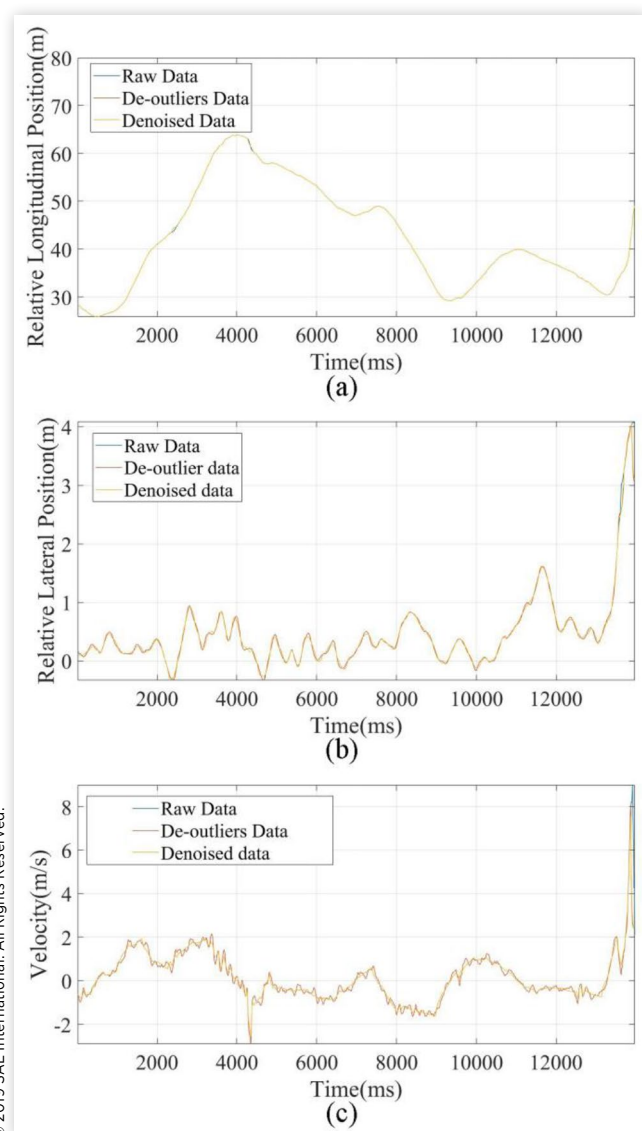 80
Raw Data
De-outliers Data
Denoised Data
70
60
50
40
30
Relative Longitudinal Position(m)
2000 4000 6000 8000 10000 12000
Time(ms)
(a)
4
Raw Data
De-outlier data
Denoised data
3
2
1
0
Relative Lateral Position(m)
2000 4000 6000 8000 10000 12000
Time(ms)
(b)
8
Raw Data
De-outliers Data
Denoised data
6
4
2
0
-2
Velocity(m/s)
2000 4000 6000 8000 10000 12000
Time(ms)
(c)
© 2019 SAE International. All Rights Reserved.